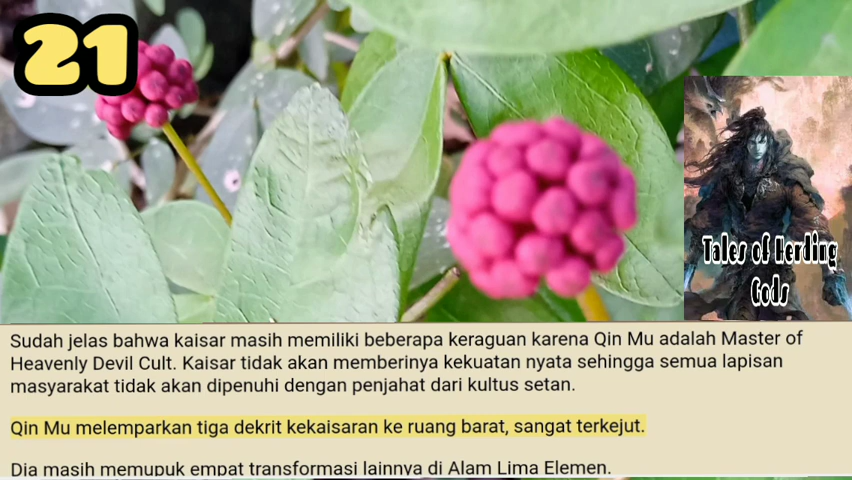 21
Tales of Herding
Gods
Sudah jelas bahwa kaisar masih memiliki beberapa keraguan karena Qin Mu adalah Master of
Heavenly Devil Cult. Kaisar tidak akan memberinya kekuatan nyata sehingga semua lapisan
masyarakat tidak akan dipenuhi dengan penjahat dari kultus setan.
Qin Mu melemparkan tiga dekrit kekaisaran ke ruang barat, sangat terkejut.
Dia masih memupuk empat transformasi lainnya di Alam Lima Elemen.